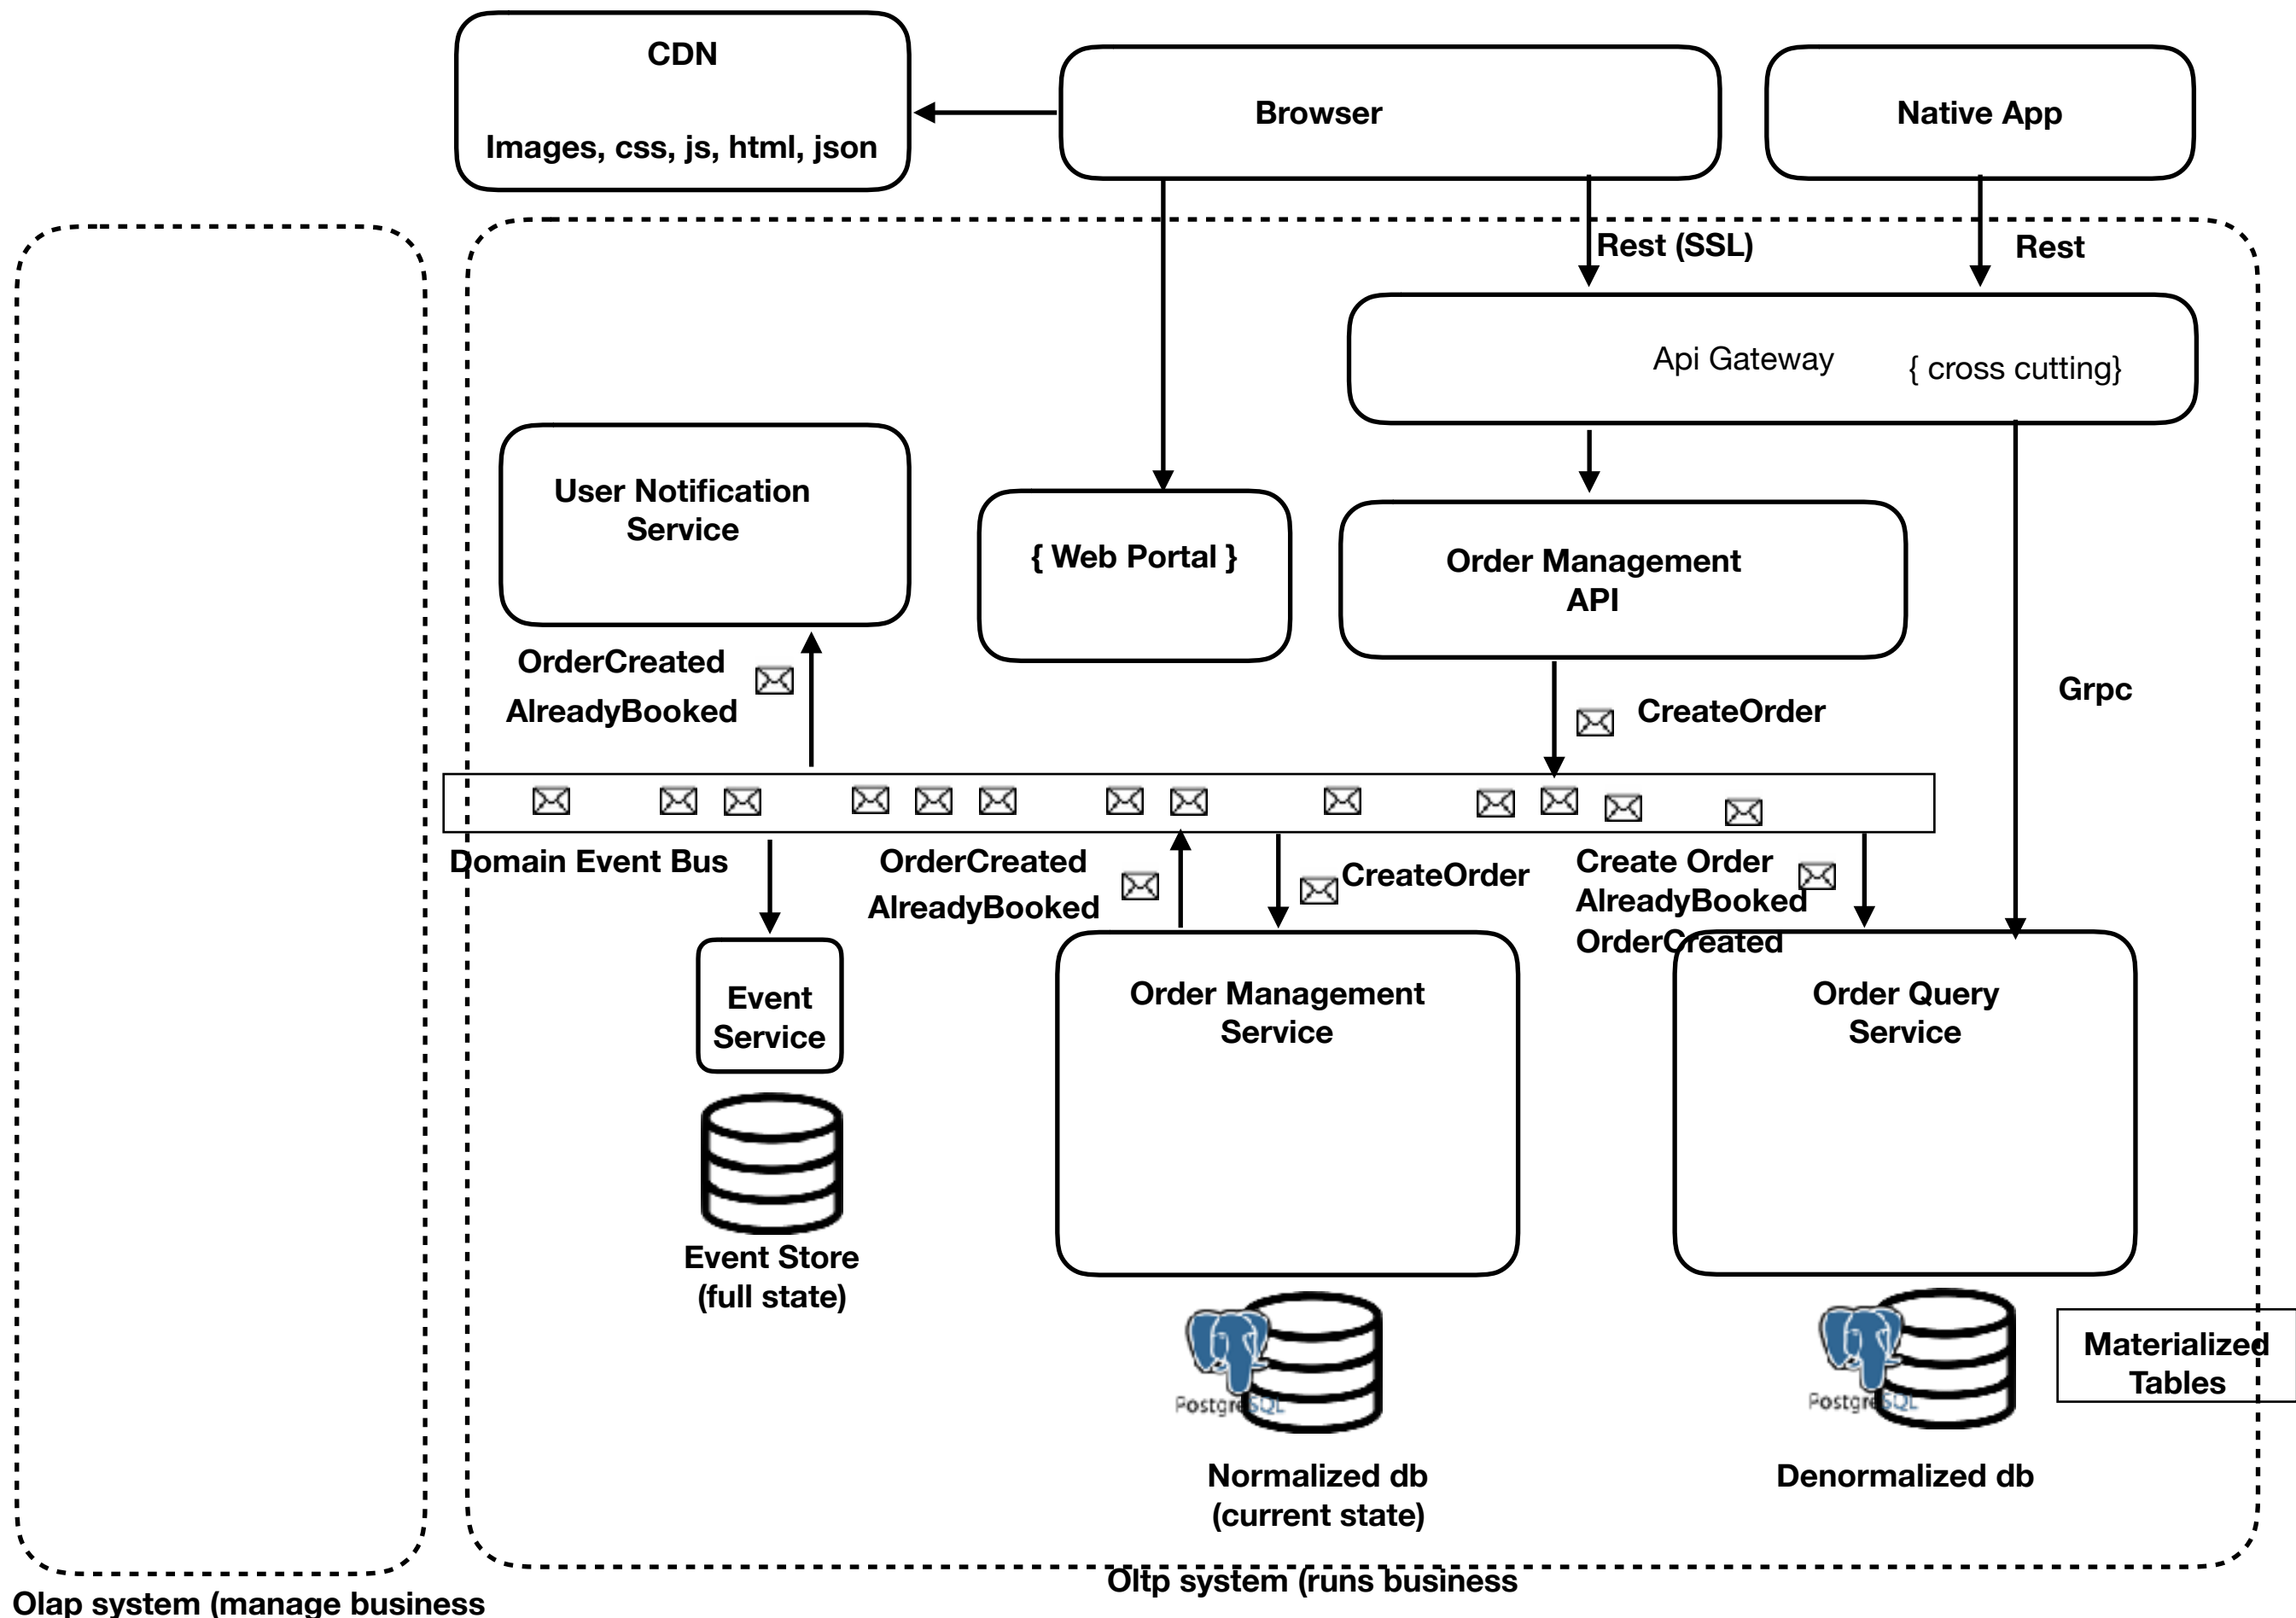 CDN
Images, css, js, html, json
Browser
Native App
Rest (SSL)
Rest
Api Gateway
{ cross cutting}
User Notification
Service
{ Web Portal }
Order Management
API
OrderCreated
AlreadyBooked
CreateOrder
Grpc
Domain Event Bus
OrderCreated
AlreadyBooked
CreateOrder
Create Order
AlreadyBooked
OrderCreated
Event
Service
Order Management
Service
Order Query
Service
Event Store
(full state)
PostgreSQL
PostgreSQL
Materialized
Tables
Normalized db
(current state)
Denormalized db
Oltp system (runs business
Olap system (manage business